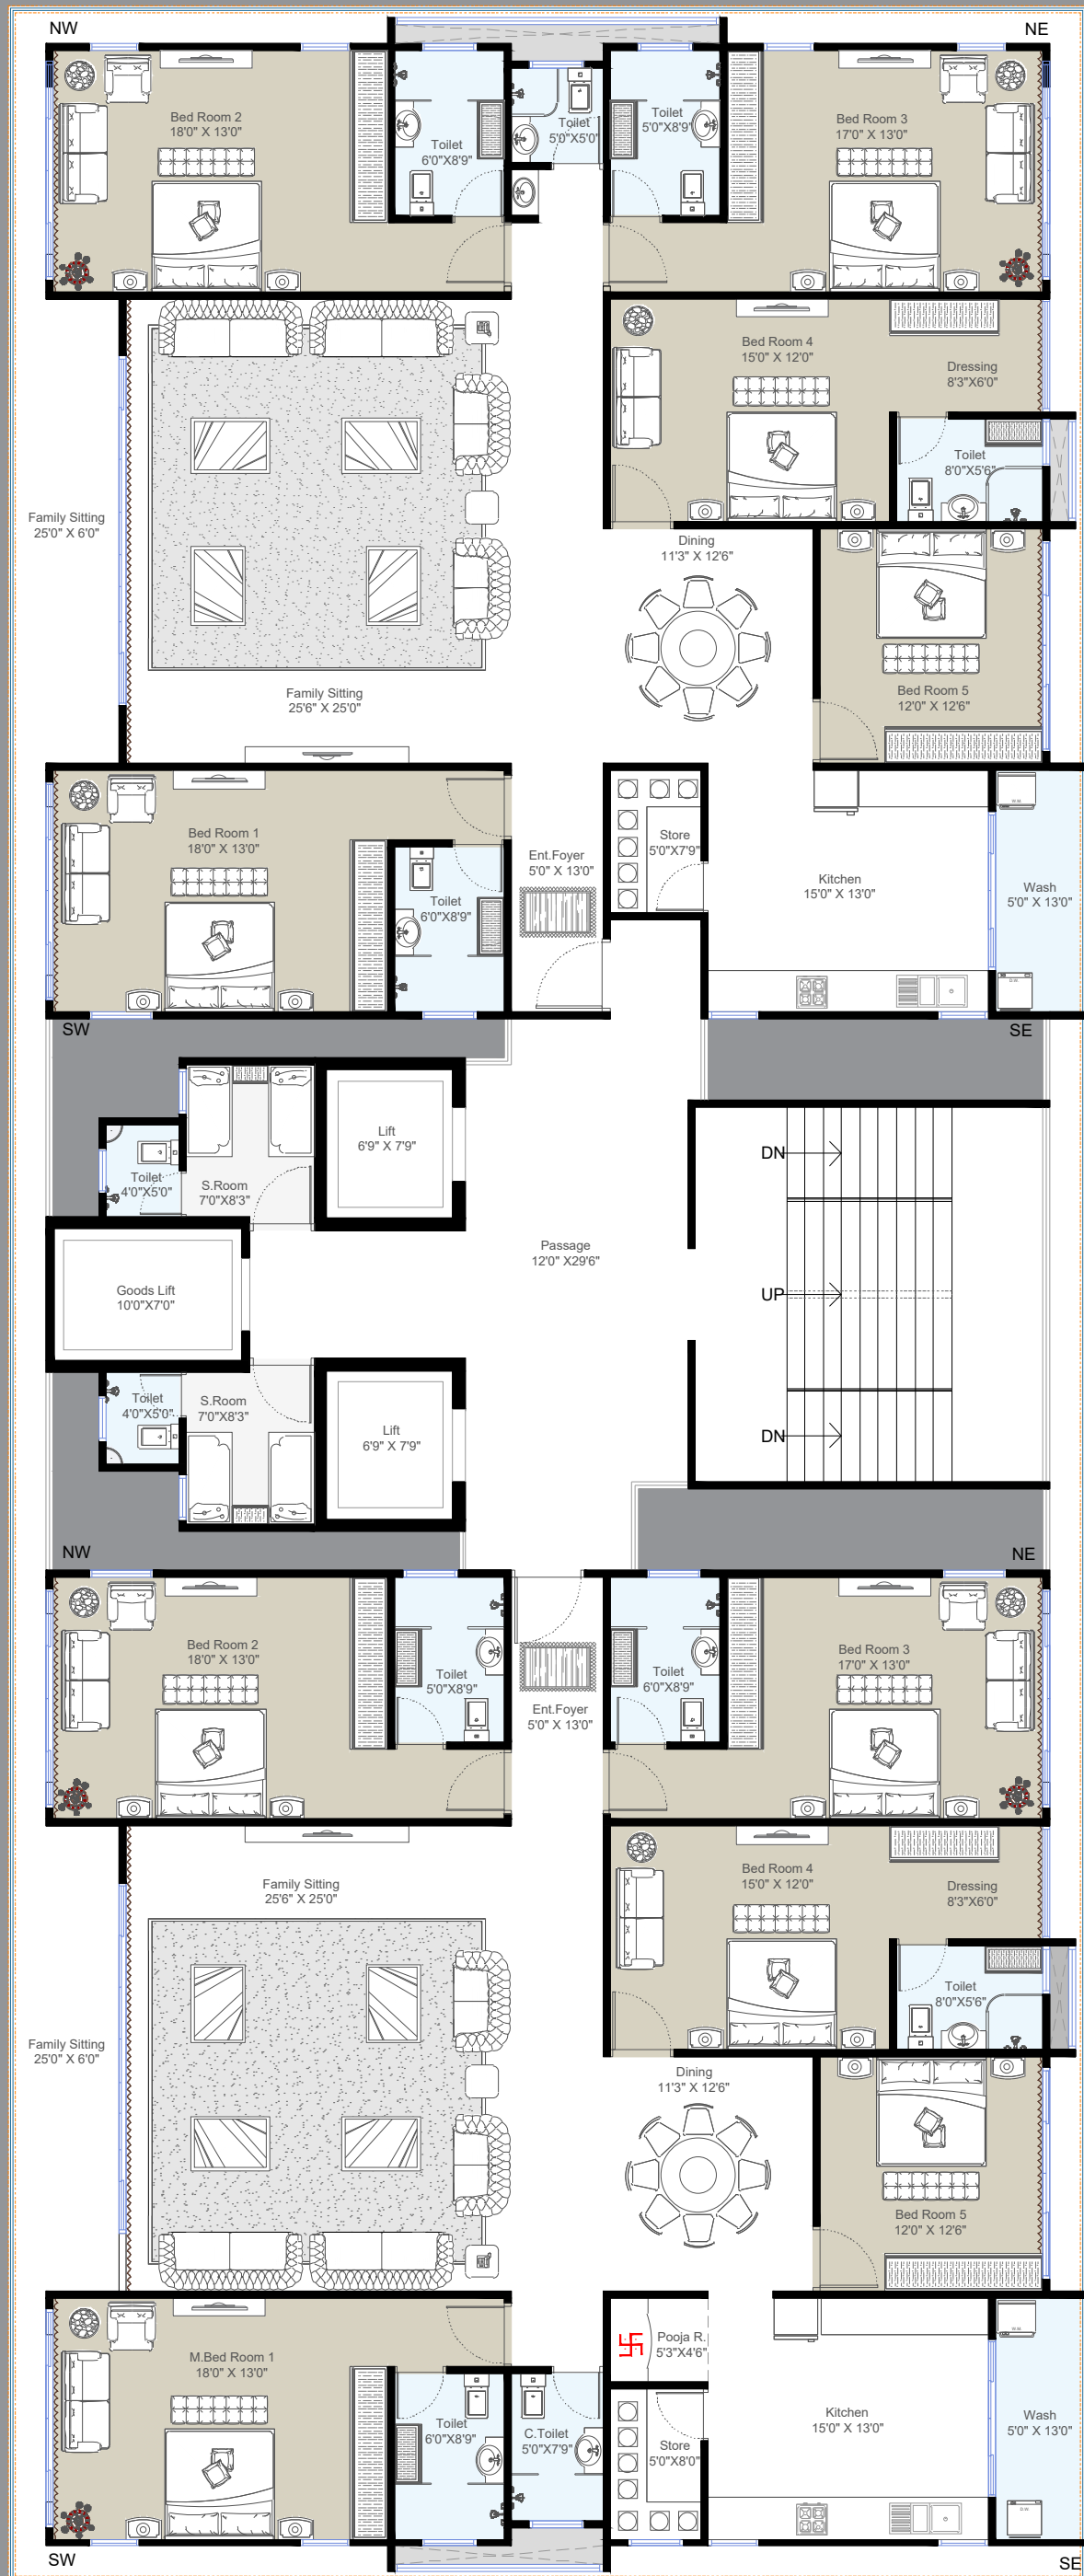 NW
NE
Bed Room 2
18'0" X 13'0"
Toilet
6'0"X8'9"
Toilet
5'0"X5'0"
Toilet
5'0"X8'9"
Bed Room 3
17'0" X 13'0"
Bed Room 4
15'0" X 12'0"
Dressing
8'3"X6'0"
Toilet
8'0"X5'6"
Family Sitting
25'0" X 6'0"
Dining
11'3" X 12'6"
Family Sitting
25'6" X 25'0"
Bed Room 5
12'0" X 12'6"
Bed Room 1
18'0" X 13'0"
Toilet
6'0"X8'9"
Ent.Foyer
5'0" X 13'0"
Store
5'0"X7'9"
Kitchen
15'0" X 13'0"
Wash
5'0" X 13'0"
SW
SE
Lift
6'9" X 7'9"
Toilet
4'0"X5'0"
S.Room
7'0"X8'3"
DN
Passage
12'0" X29'6"
Goods Lift
10'0"X7'0"
UP
Toilet
4'0"X5'0"
S.Room
7'0"X8'3"
Lift
6'9" X 7'9"
DN
NW
NE
Bed Room 2
18'0" X 13'0"
Toilet
5'0"X8'9"
Ent.Foyer
5'0" X 13'0"
Toilet
6'0"X8'9"
Bed Room 3
17'0" X 13'0"
Family Sitting
25'6" X 25'0"
Bed Room 4
15'0" X 12'0"
Dressing
8'3"X6'0"
Toilet
8'0"X5'6"
Family Sitting
25'0" X 6'0"
Dining
11'3" X 12'6"
Bed Room 5
12'0" X 12'6"
M.Bed Room 1
18'0" X 13'0"
Toilet
6'0"X8'9"
C.Toilet
5'0"X7'9"
Pooja R.
5'3"X4'6"
Store
5'0"X8'0"
Kitchen
15'0" X 13'0"
Wash
5'0" X 13'0"
SW
SE